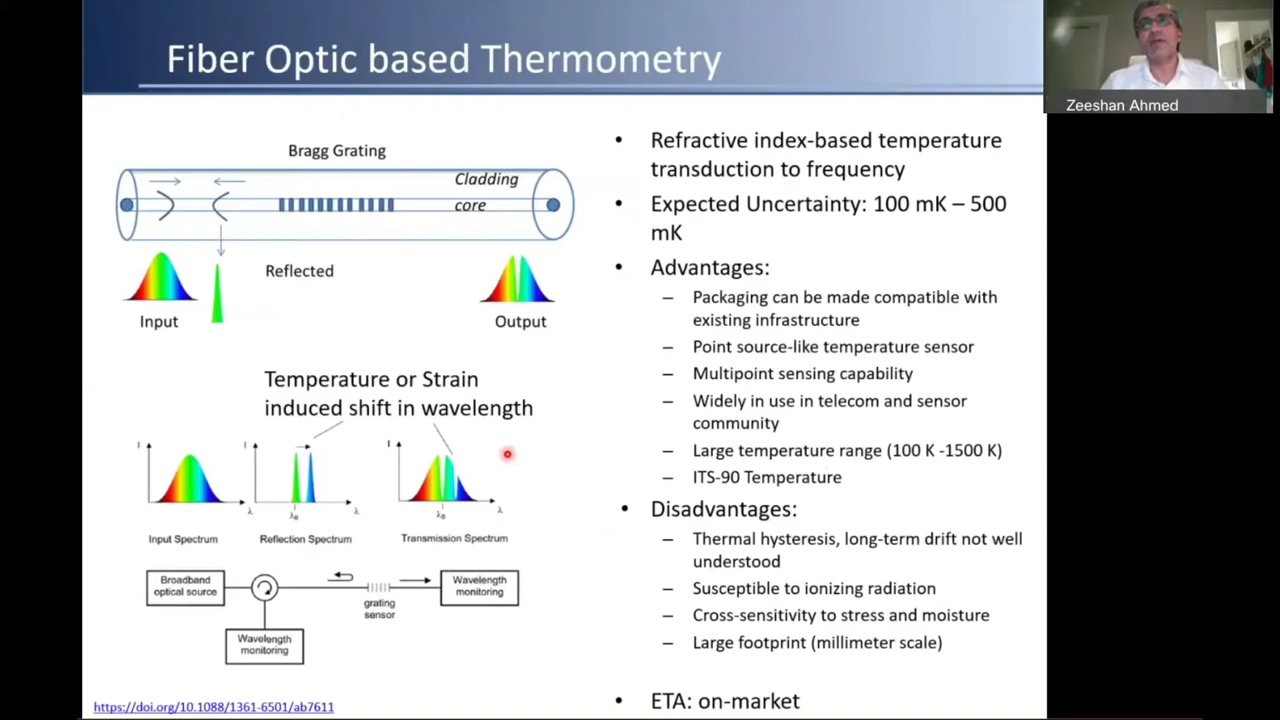 Fiber Optic based Thermometry
Zeeshan Ahmed
Bragg Grating
Cladding
core
Reflected
Input
Output
Temperature or Strain
induced shift in wavelength
I
I
I
λ
λB
λ
λB
λ
Input Spectrum
Reflection Spectrum
Transmission Spectrum
Broadband
optical source
grating
sensor
Wavelength
monitoring
Wavelength
monitoring
https://doi.org/10.1088/1361-6501/ab7611
• Refractive index-based temperature
transduction to frequency
• Expected Uncertainty: 100 mK – 500
mK
• Advantages:
– Packaging can be made compatible with
existing infrastructure
– Point source-like temperature sensor
– Multipoint sensing capability
– Widely in use in telecom and sensor
community
– Large temperature range (100 K -1500 K)
– ITS-90 Temperature
• Disadvantages:
– Thermal hysteresis, long-term drift not well
understood
– Susceptible to ionizing radiation
– Cross-sensitivity to stress and moisture
– Large footprint (millimeter scale)
• ETA: on-market